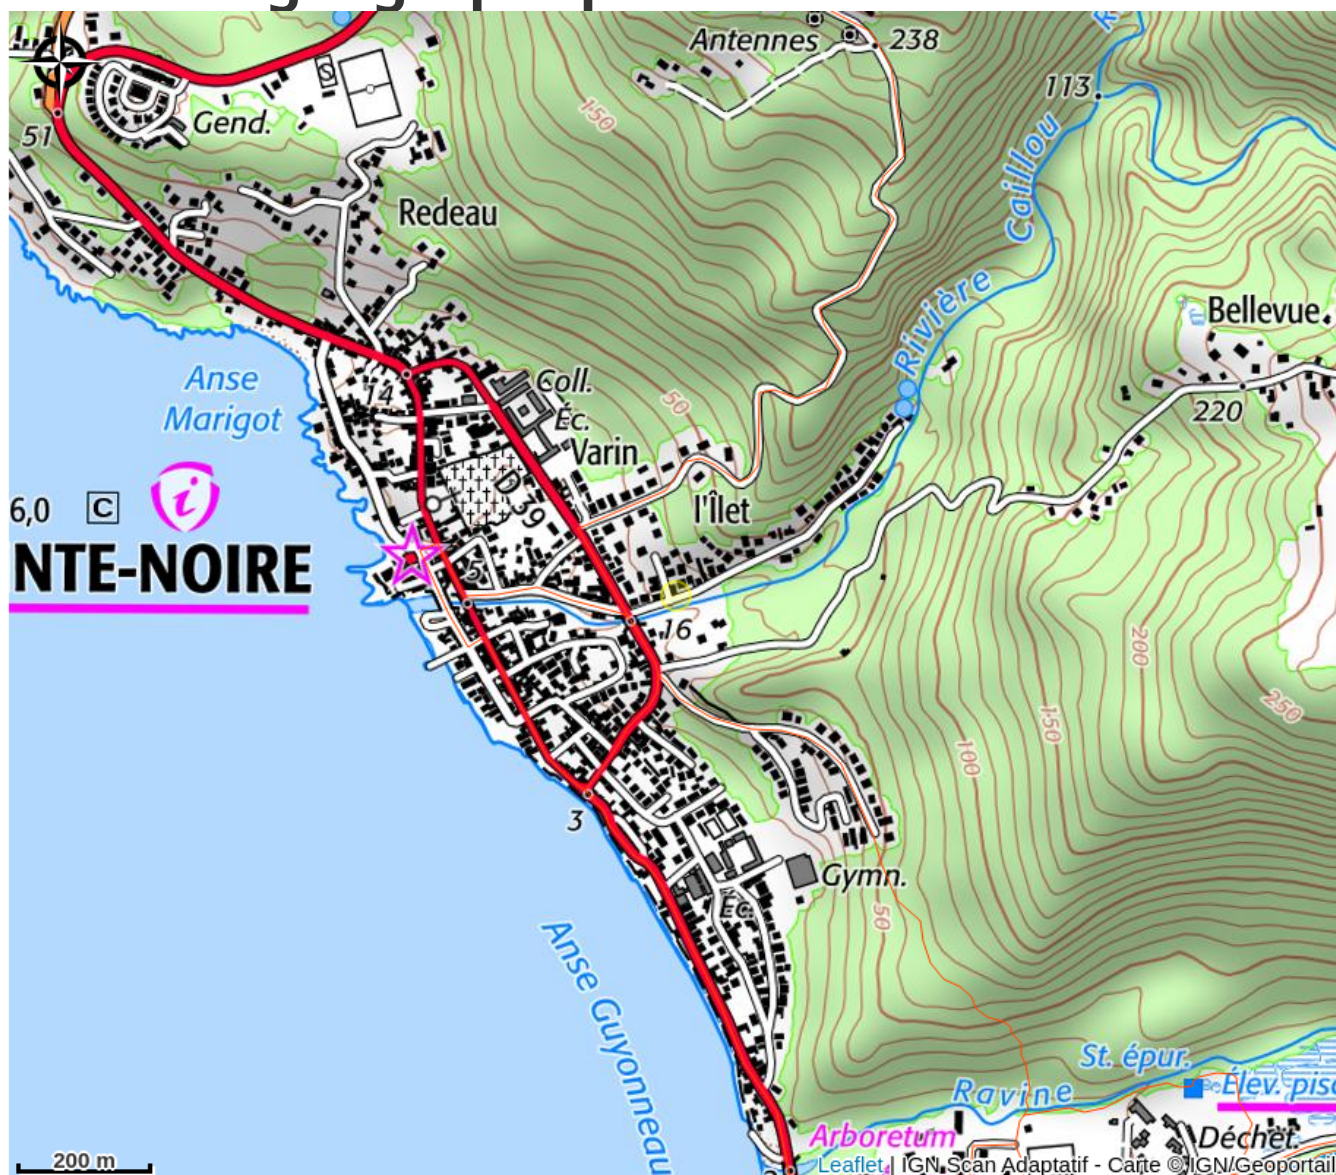 Antennes
238
113
51
Gend.
S
150
Rivière Caillou
Redeau
Bellevue
Anse
Marigot
14
Coll.
Éc.
50
220
Varin
D 39
l'Îlet
6,0
C
i
NTE-NOIRE
5
16
200
250
150
100
3
Gymn.
Éc.
50
Anse Guyonneau
St. épur.
Ravine
Élev. pisc
Arboretum
Déchet.
200 m
Leaflet | IGN Scan Adaptatif - Carte © IGN/Geoportail